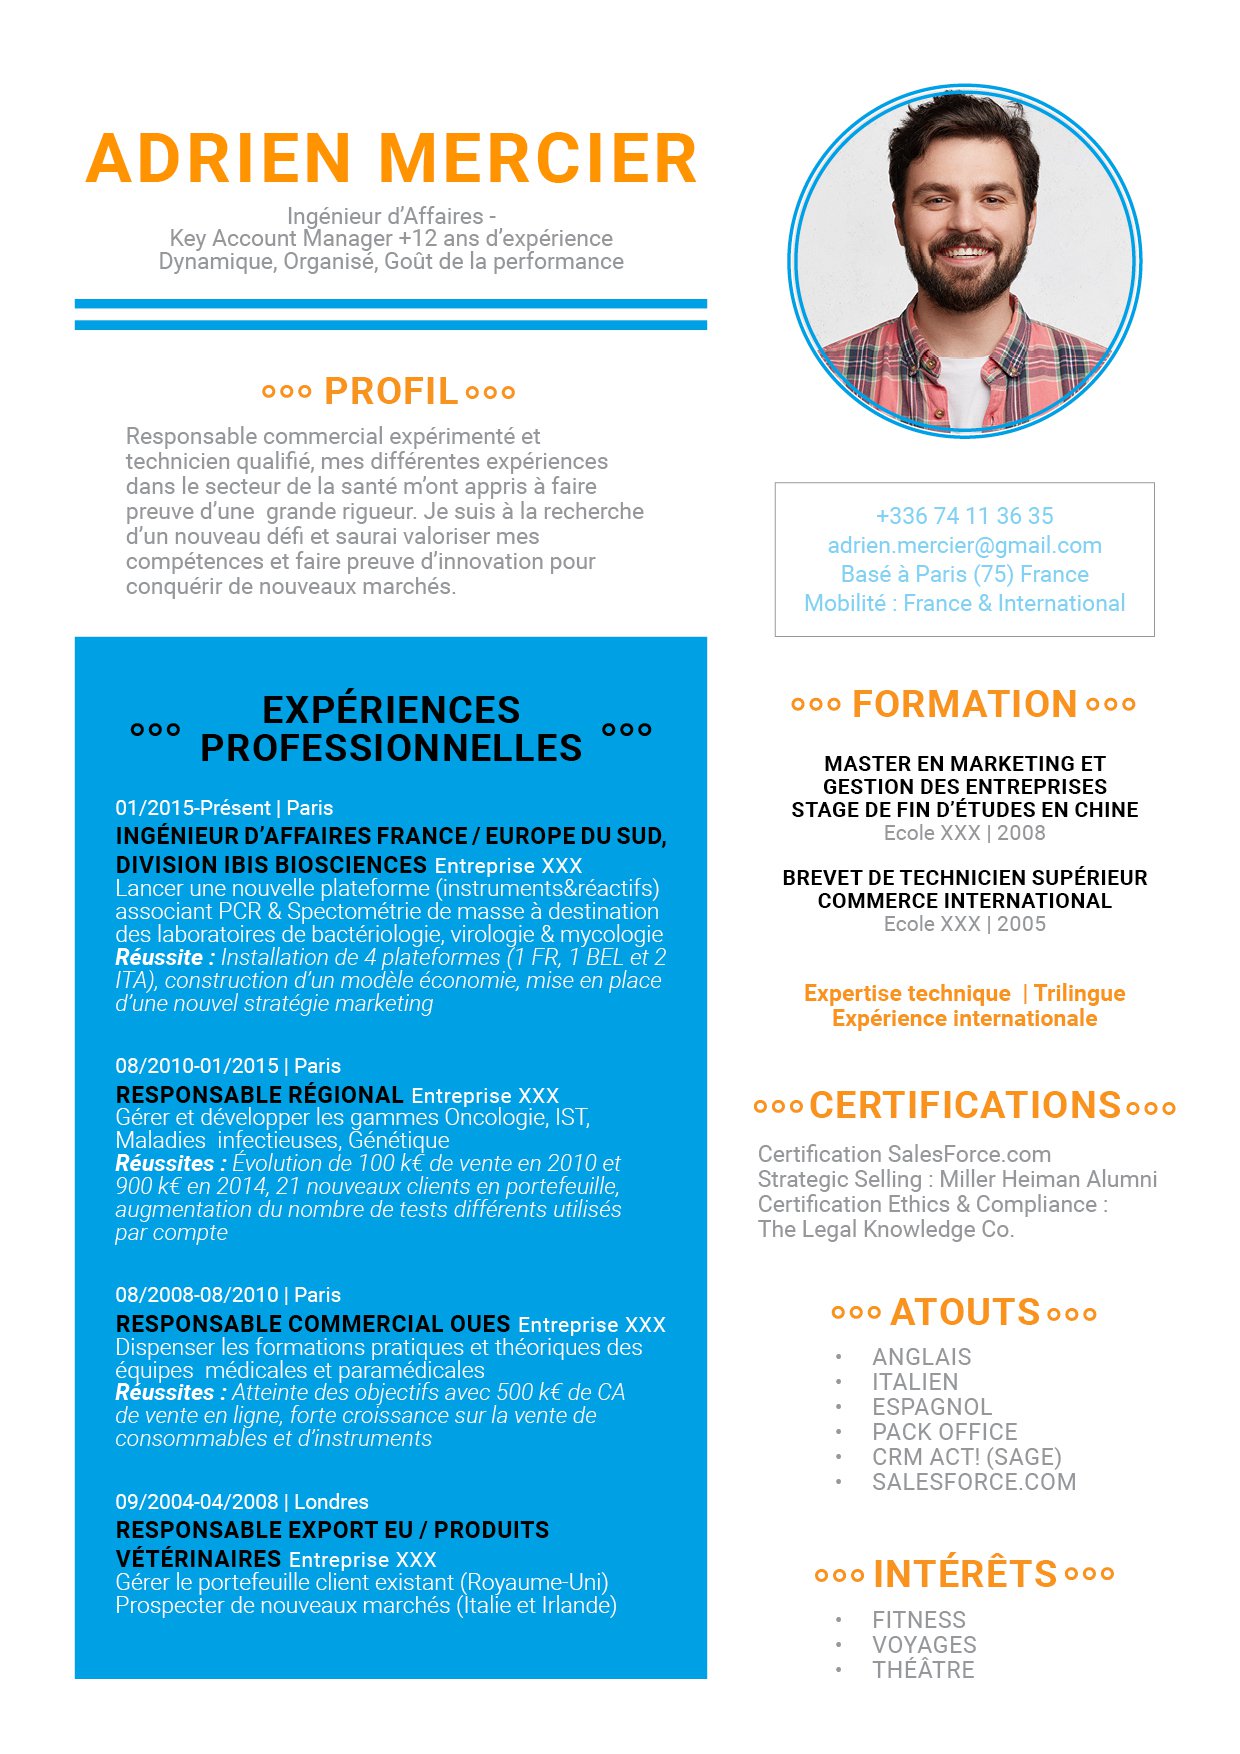 ADRIEN MERCIER
Ingénieur d’Affaires -
Key Account Manager +12 ans d’expérience
Dynamique, Organisé, Goût de la performance
PROFIL
Responsable commercial expérimenté et
technicien qualifié, mes différentes expériences
dans le secteur de la santé m’ont appris à faire
preuve d’une  grande rigueur. Je suis à la recherche
d’un nouveau défi et saurai valoriser mes
compétences et faire preuve d’innovation pour
conquérir de nouveaux marchés.
EXPÉRIENCES
PROFESSIONNELLES
01/2015-Présent | Paris
INGÉNIEUR D’AFFAIRES FRANCE / EUROPE DU SUD,
DIVISION IBIS BIOSCIENCES Entreprise XXX
Lancer une nouvelle plateforme (instruments&réactifs)
associant PCR & Spectométrie de masse à destination
des laboratoires de bactériologie, virologie & mycologie
Réussite : Installation de 4 plateformes (1 FR, 1 BEL et 2
ITA), construction d’un modèle économie, mise en place
d’une nouvel stratégie marketing
08/2010-01/2015 | Paris
RESPONSABLE RÉGIONAL Entreprise XXX
Gérer et développer les gammes Oncologie, IST,
Maladies  infectieuses, Génétique
Réussites : Évolution de 100 k€ de vente en 2010 et
900 k€ en 2014, 21 nouveaux clients en portefeuille,
augmentation du nombre de tests différents utilisés
par compte
08/2008-08/2010 | Paris
RESPONSABLE COMMERCIAL OUES Entreprise XXX
Dispenser les formations pratiques et théoriques des
équipes  médicales et paramédicales
Réussites : Atteinte des objectifs avec 500 k€ de CA
de vente en ligne, forte croissance sur la vente de
consommables et d’instruments
09/2004-04/2008 | Londres
RESPONSABLE EXPORT EU / PRODUITS
VÉTÉRINAIRES Entreprise XXX
Gérer le portefeuille client existant (Royaume-Uni)
Prospecter de nouveaux marchés (Italie et Irlande)
+336 74 11 36 35
adrien.mercier@gmail.com
Basé à Paris (75) France
Mobilité : France & International
FORMATION
MASTER EN MARKETING ET
GESTION DES ENTREPRISES
STAGE DE FIN D’ÉTUDES EN CHINE
Ecole XXX | 2008
BREVET DE TECHNICIEN SUPÉRIEUR
COMMERCE INTERNATIONAL
Ecole XXX | 2005
Expertise technique  | Trilingue
Expérience internationale
CERTIFICATIONS
Certification SalesForce.com
Strategic Selling : Miller Heiman Alumni
Certification Ethics & Compliance :
The Legal Knowledge Co.
ATOUTS
• ANGLAIS
• ITALIEN
• ESPAGNOL
• PACK OFFICE
• CRM ACT! (SAGE)
• SALESFORCE.COM
INTÉRÊTS
• FITNESS
• VOYAGES
• THÉÂTRE